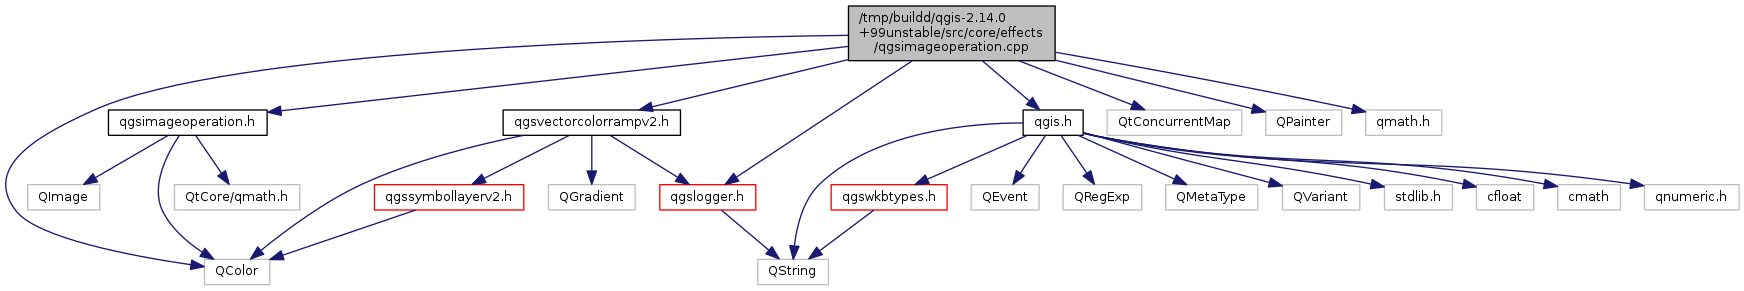 /tmp/buildd/qgis-2.14.0
+99unstable/src/core/effects
/qgsimageoperation.cpp
qgsimageoperation.h
qgsvectorcolorrampv2.h
qgis.h
QtConcurrentMap
QPainter
qmath.h
QImage
QtCore/qmath.h
qgssymbollayerv2.h
QGradient
qgslogger.h
qgswkbtypes.h
QEvent
QRegExp
QMetaType
QVariant
stdlib.h
cfloat
cmath
qnumeric.h
QColor
QString